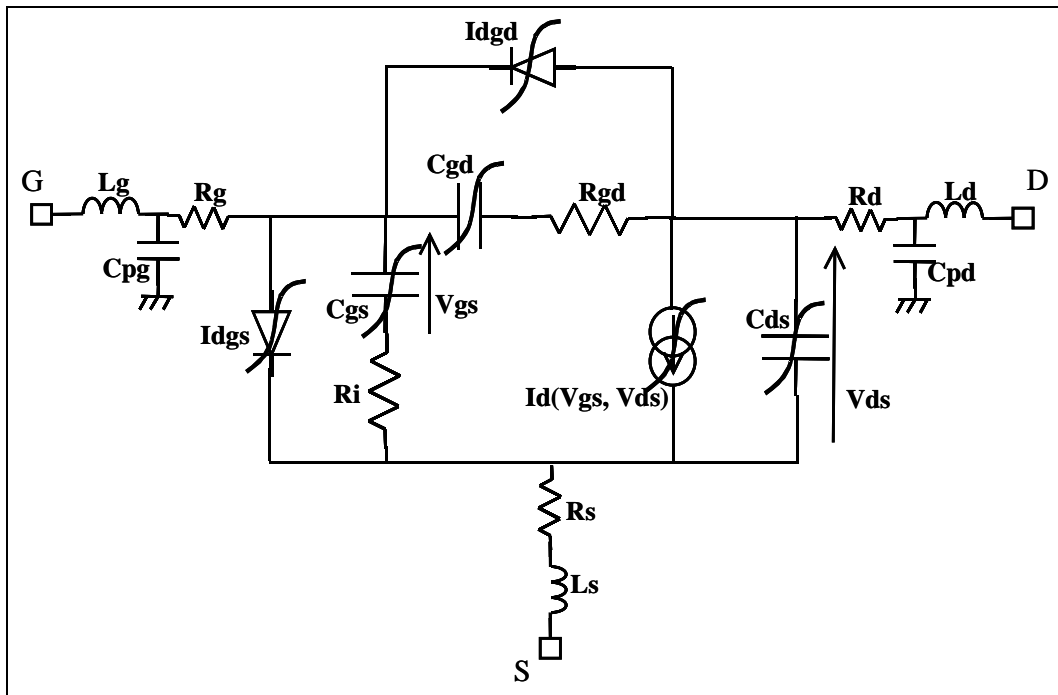 Idgd
Cgd
G
Lg
Rg
Rgd
Rd
Ld
D
Cpg
Cgs
Vgs
Cpd
Idgs
Cds
Ri
Id(Vgs, Vds)
Vds
Rs
Ls
S